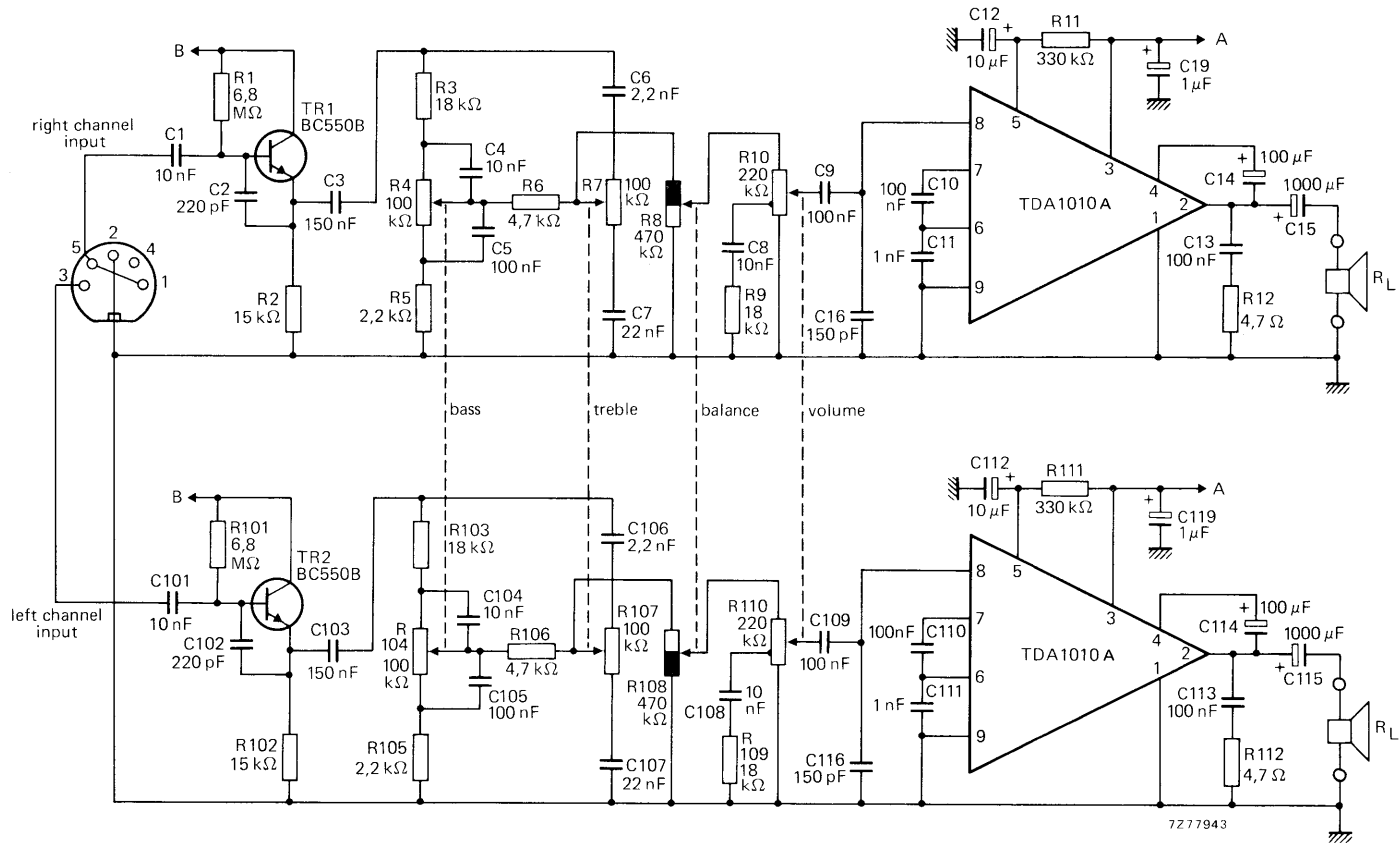 B
R1
6,8
MΩ
TR1
BC550B
right channel
input
C1
10 nF
C2
220 pF
C3
150 nF
R2
15 kΩ
5
2
4
3
1
R3
18 kΩ
C4
10 nF
R4
100
kΩ
R6
4,7 kΩ
C5
100 nF
R5
2,2 kΩ
C6
2,2 nF
R7
100
kΩ
C7
22 nF
R8
470
kΩ
R10
220
kΩ
C8
10nF
R9
18
kΩ
C9
100 nF
C16
150 pF
C12
+
10 µF
R11
330 kΩ
A
+
C19
1 µF
8
7
6
9
5
3
4
1
2
TDA1010 A
100
nF
C10
C11
1 nF
+
100 µF
C14
1000 µF
+
C15
C13
100 nF
R12
4,7 Ω
RL
bass
treble
balance
volume
B
R101
6,8
MΩ
TR2
BC550B
left channel
input
C101
10 nF
C102
220 pF
C103
150 nF
R102
15 kΩ
R103
18 kΩ
C104
10 nF
R
104
100
kΩ
R106
4,7 kΩ
C105
100 nF
R105
2,2 kΩ
C106
2,2 nF
R107
100
kΩ
C107
22 nF
R108
470
kΩ
R110
220
kΩ
C108
10
nF
R
109
18
kΩ
C109
100 nF
C116
150 pF
C112
+
10 µF
R111
330 kΩ
A
+
C119
1 µF
8
7
6
9
5
3
4
1
2
TDA1010 A
100nF
C110
C111
1 nF
+
100 µF
C114
1000 µF
+
C115
C113
100 nF
R112
4,7 Ω
RL
7Z77943